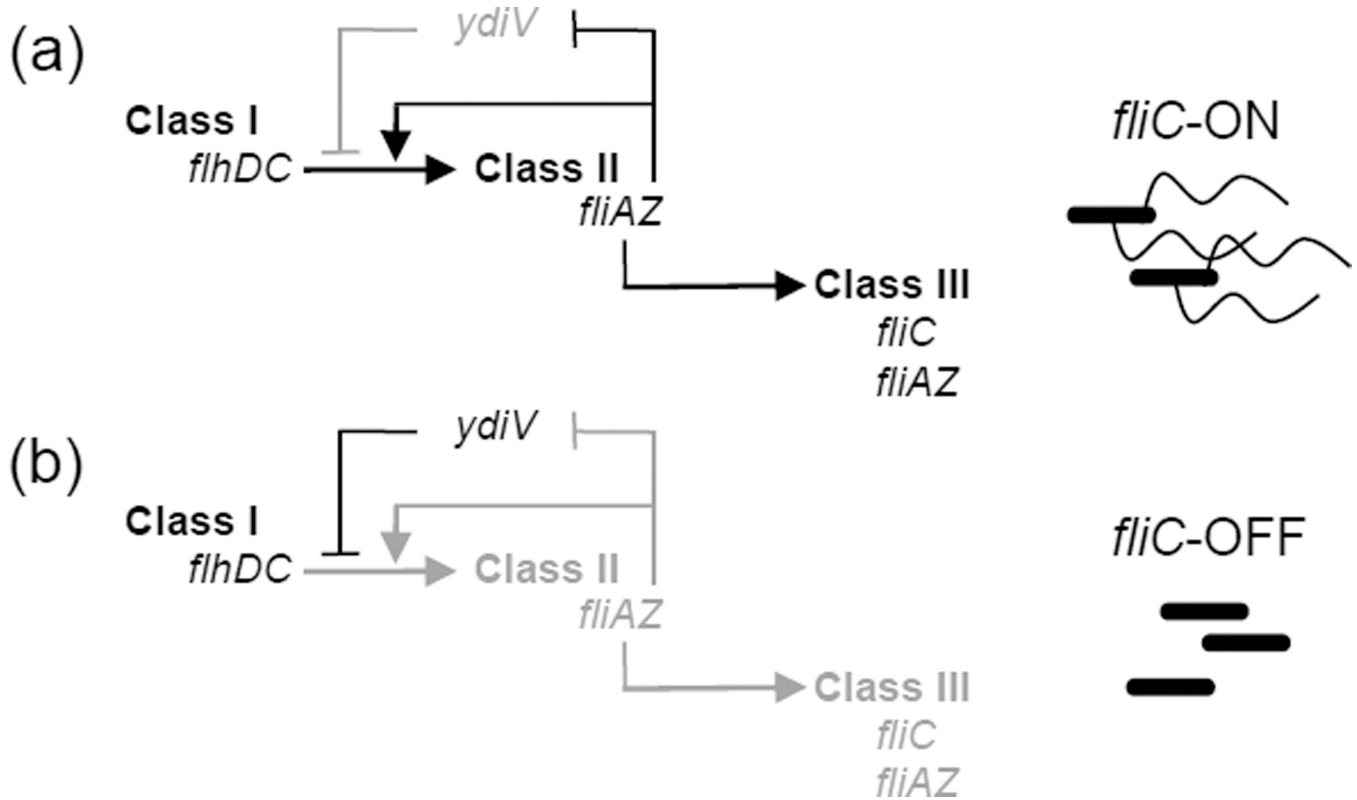 (a)
ydiV
Class I
flhDC
Class II
fliAZ
Class III
fliC
fliAZ
fliC-ON
(b)
ydiV
Class I
flhDC
Class II
fliAZ
Class III
fliC
fliAZ
fliC-OFF